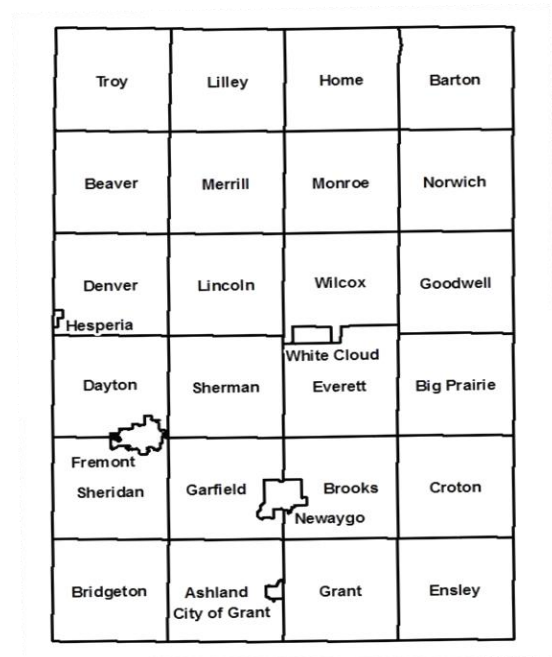 Troy
Lilley
Home
Barton
Beaver
Merrill
Monroe
Norwich
Denver
Lincoln
Wilcox
Goodwell
Hesperia
White Cloud
Dayton
Sherman
Everett
Big Prairie
Fremont
Sheridan
Garfield
Brooks
Croton
Newaygo
Bridgeton
Ashland
City of Grant
Grant
Ensley